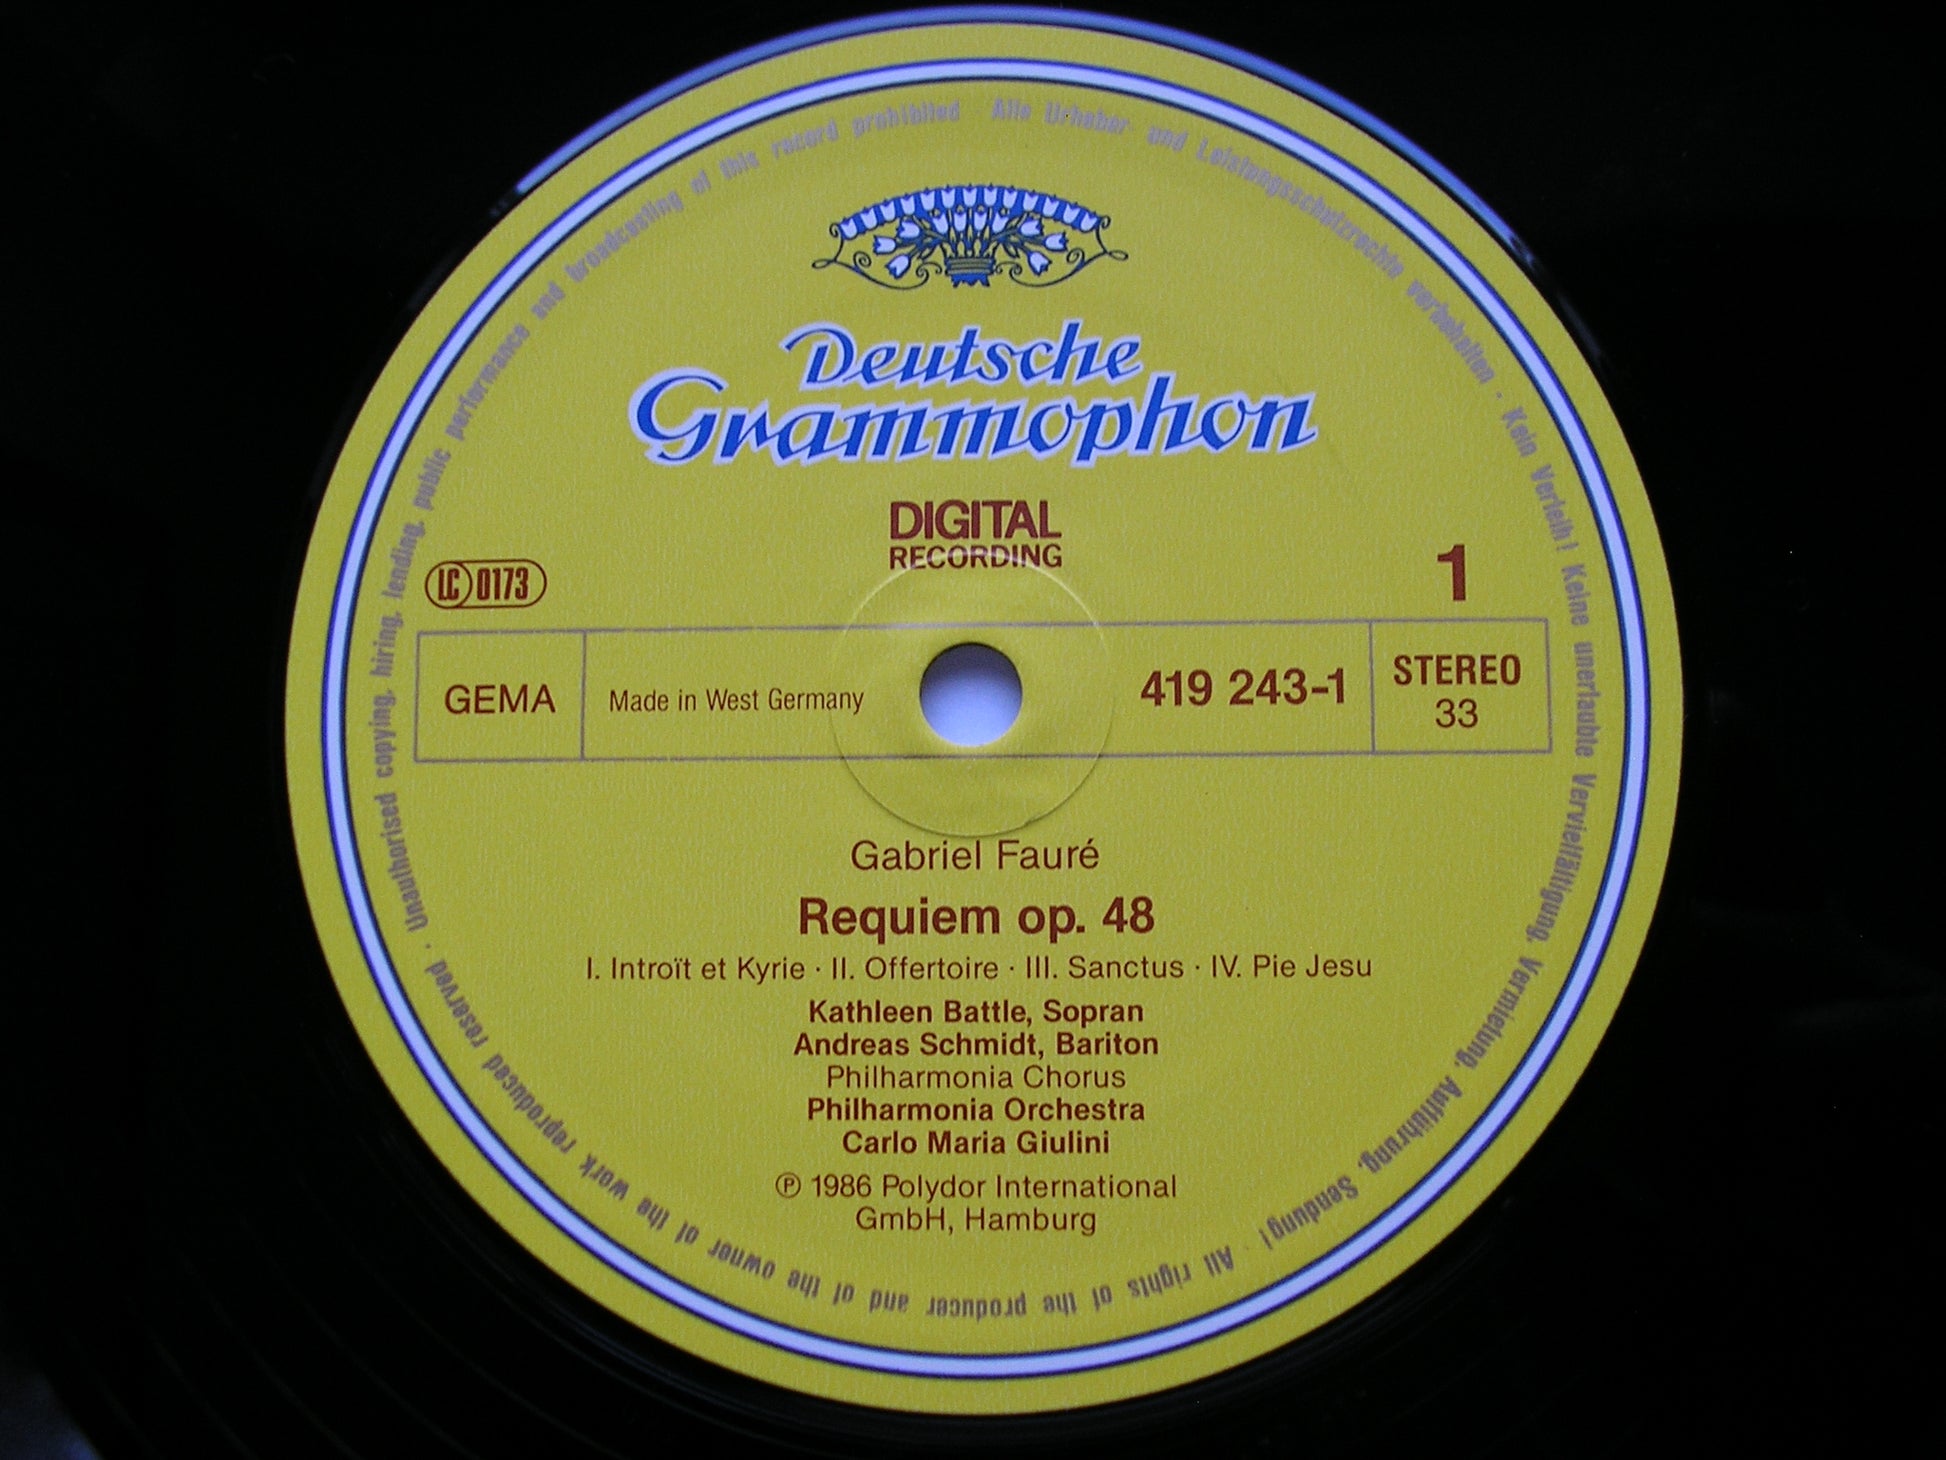 Deutsche
Grammophon
DIGITAL
RECORDING
LC 0173
1
GEMA
Made in West Germany
419 243-1
STEREO
33
Gabriel Fauré
Requiem op. 48
I. Introït et Kyrie · II. Offertoire · III. Sanctus · IV. Pie Jesu
Kathleen Battle, Sopran
Andreas Schmidt, Bariton
Philharmonia Chorus
Philharmonia Orchestra
Carlo Maria Giulini
℗ 1986 Polydor International
GmbH, Hamburg
Alle Urheber und Leistungsschutzrechte vorbehalten · Kein Verleih! Keine unerlaubte Vervielfältigung, Vermietung, Aufführung, Sendung! · All rights of the producer and of the owner of the work reproduced reserved · Unauthorised copying, hiring, lending, public performance and broadcasting of this record prohibited ·